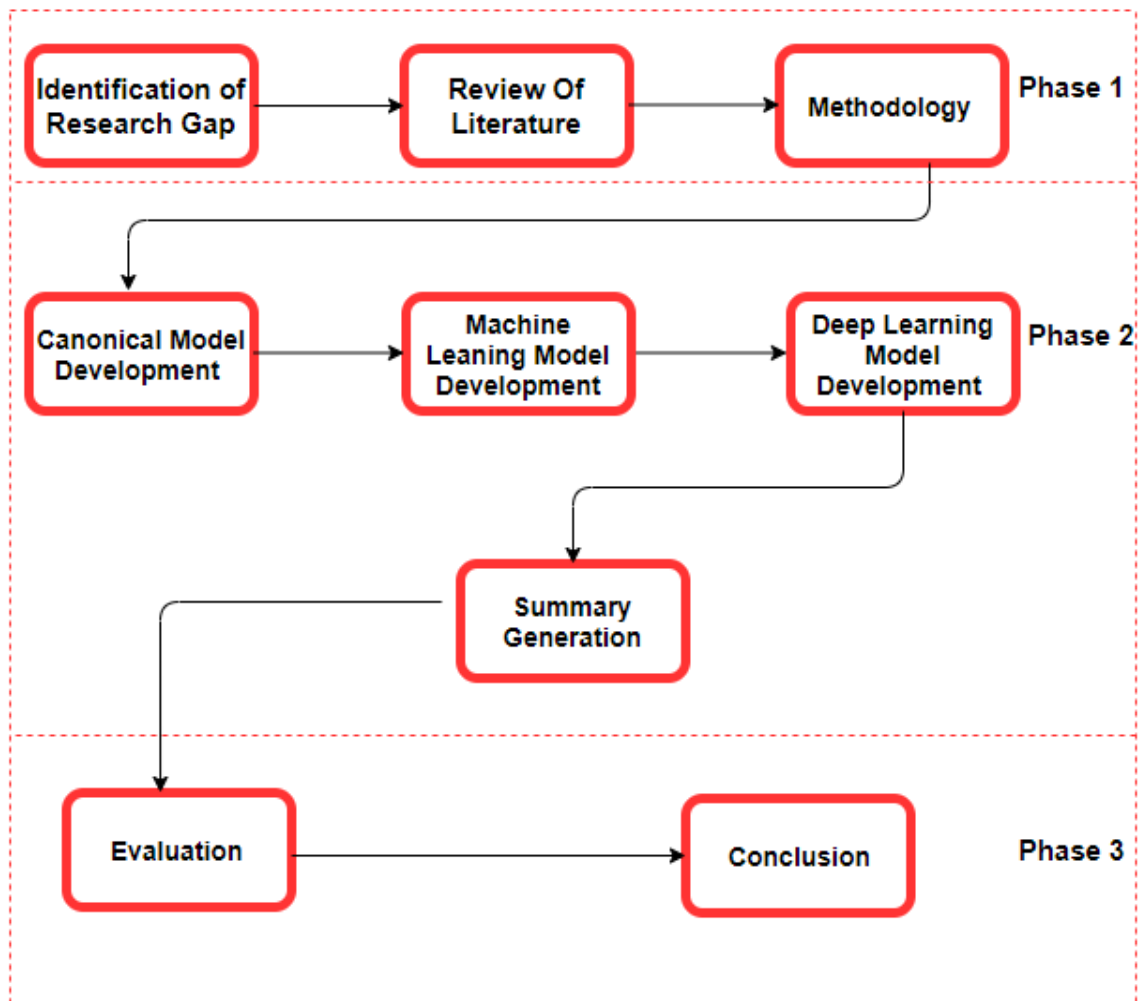 Identification of
Research Gap
Review Of
Literature
Methodology
Phase 1
Canonical Model
Development
Machine
Leaning Model
Development
Deep Learning
Model
Development
Phase 2
Summary
Generation
Evaluation
Conclusion
Phase 3